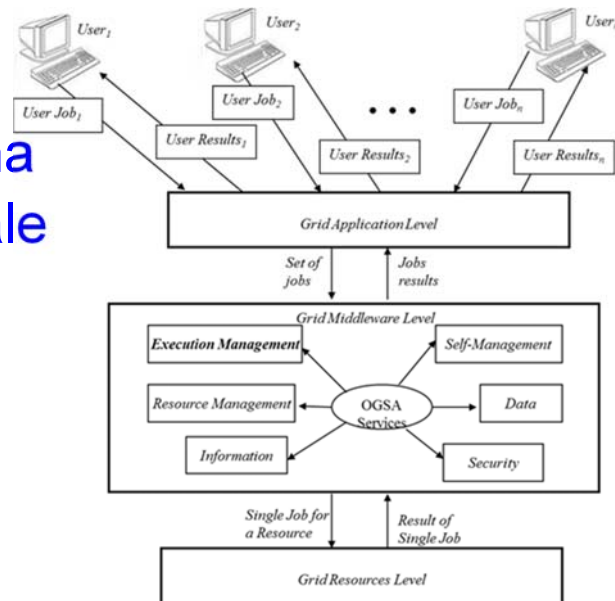 User1
User2
User
User Job1
User Job2
User Jobn
User Results1
User Results2
User Resultsn
• • •
Grid Application Level
Set of
jobs
Jobs
results
Grid Middleware Level
Execution Management
Self-Management
Resource Management
OGSA
Services
Data
Information
Security
Single Job for
a Resource
Result of
Single Job
Grid Resources Level